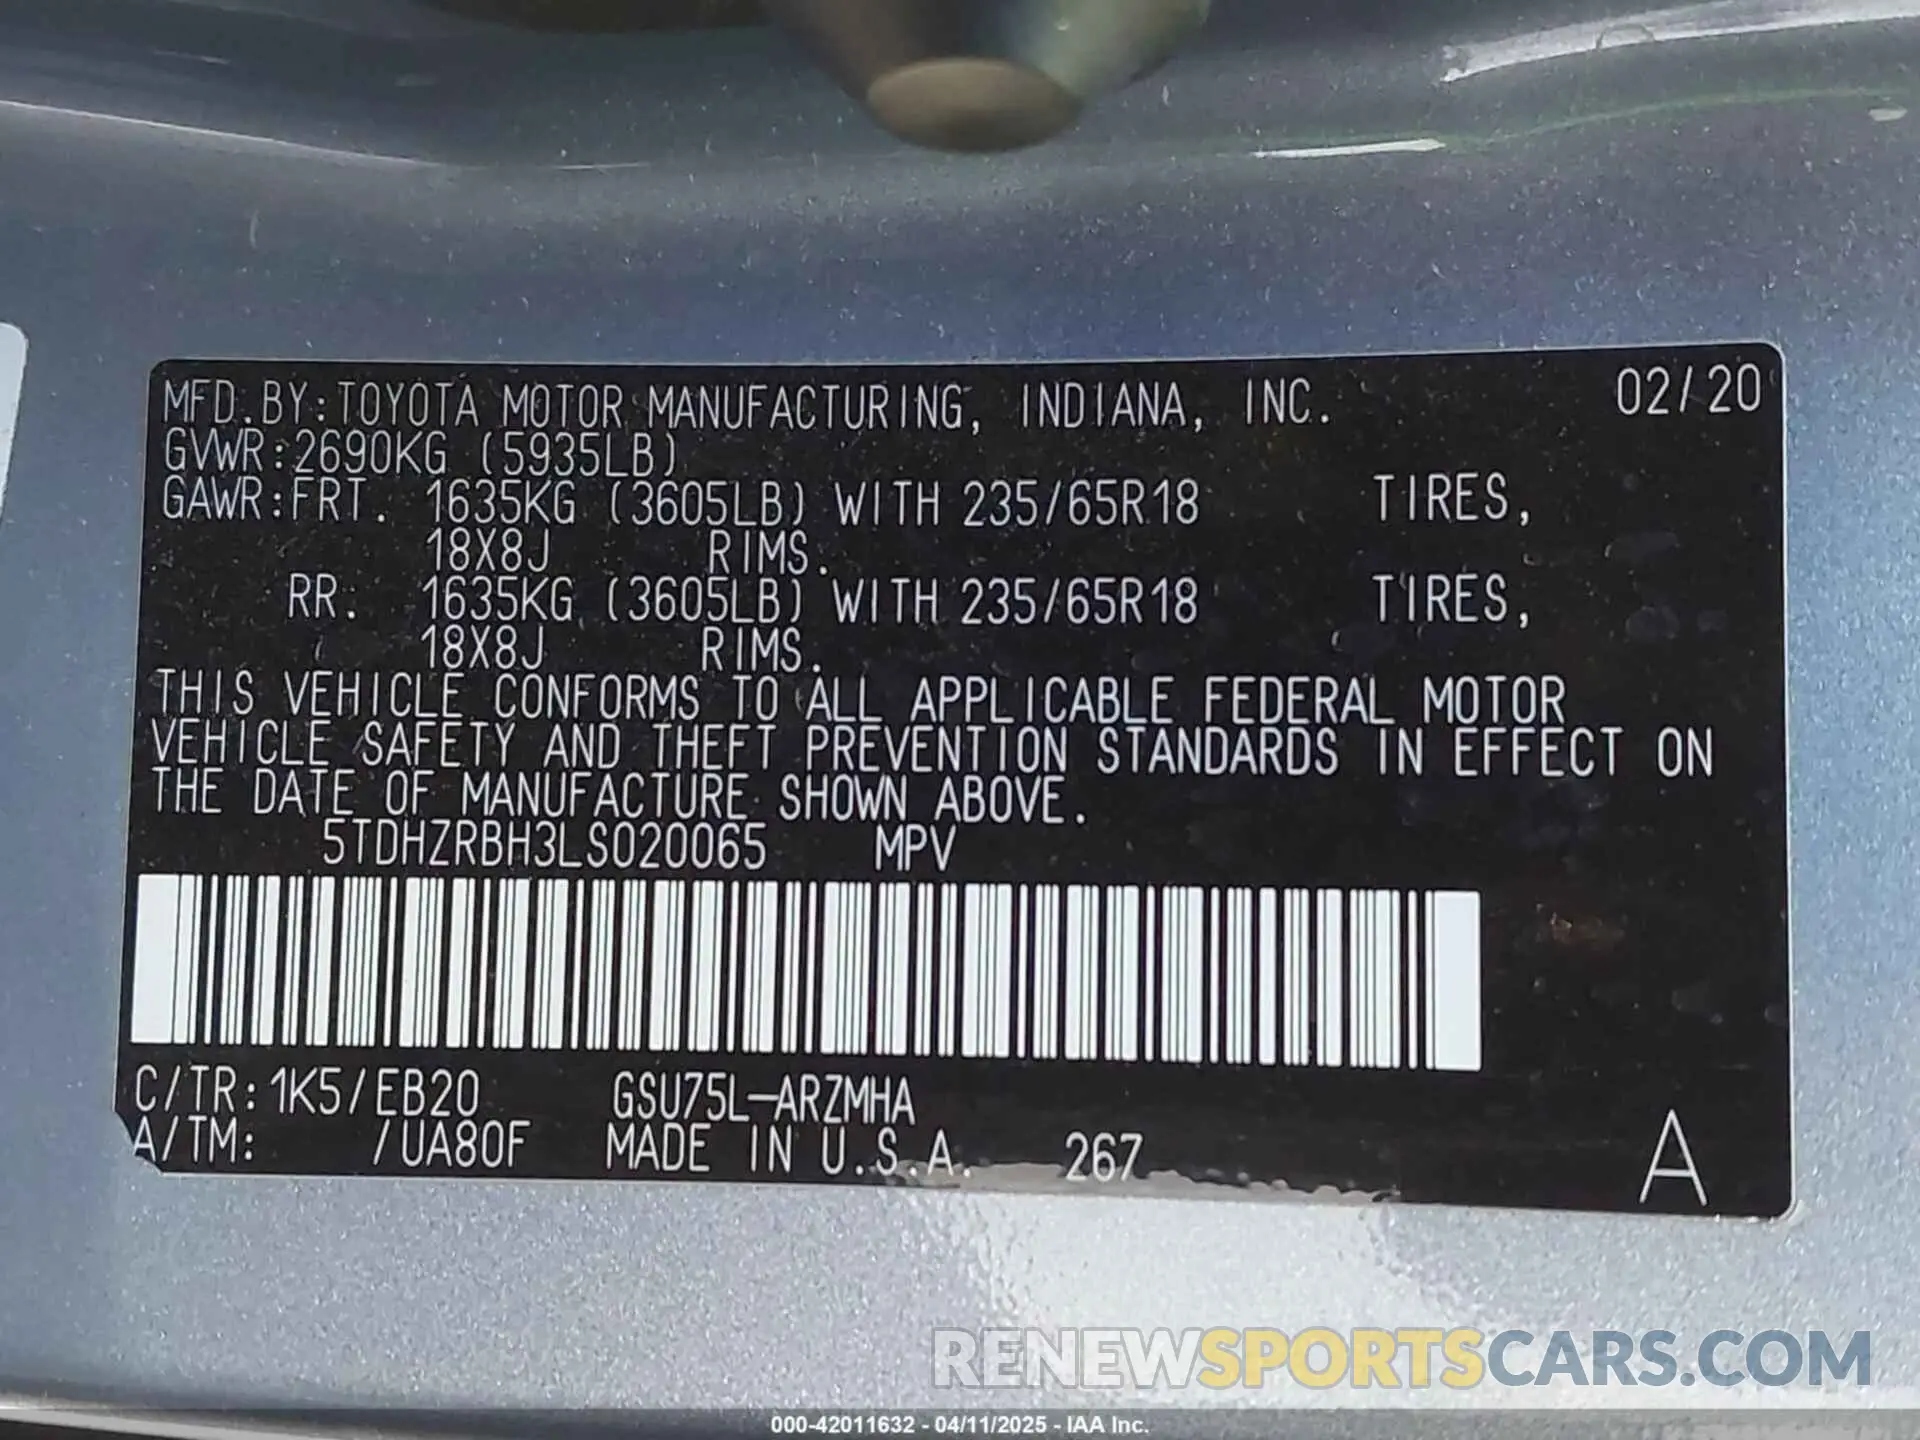 MFD.BY:TOYOTA MOTOR MANUFACTURING, INDIANA, INC. 02/20
GVWR:2690KG (5935LB)
GAWR:FRT. 1635KG (3605LB) WITH 235/65R18 TIRES,
18X8J RIMS.
RR. 1635KG (3605LB) WITH 235/65R18 TIRES,
18X8J RIMS.
THIS VEHICLE CONFORMS TO ALL APPLICABLE FEDERAL MOTOR
VEHICLE SAFETY AND THEFT PREVENTION STANDARDS IN EFFECT ON
THE DATE OF MANUFACTURE SHOWN ABOVE.
5TDHZRBH3LS020065 MPV
C/TR:1K5/EB20 GSU75L-ARZMHA
A/TM: /UA80F MADE IN U.S.A. 267 A
RENEWSPORTSCARS.COM
000-42011632 - 04/11/2025 - IAA Inc.